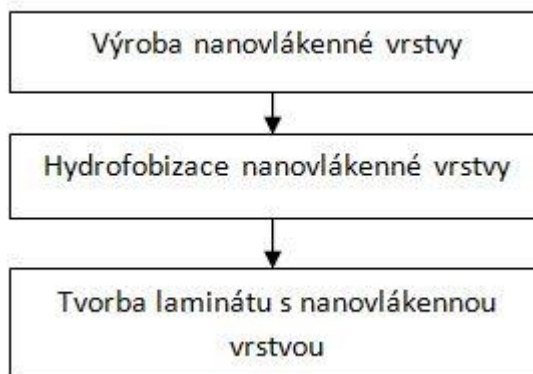 Výroba nanovlákenné vrstvy
Hydrofobizace nanovlákenné vrstvy
Tvorba laminátu s nanovlákennou
vrstvou